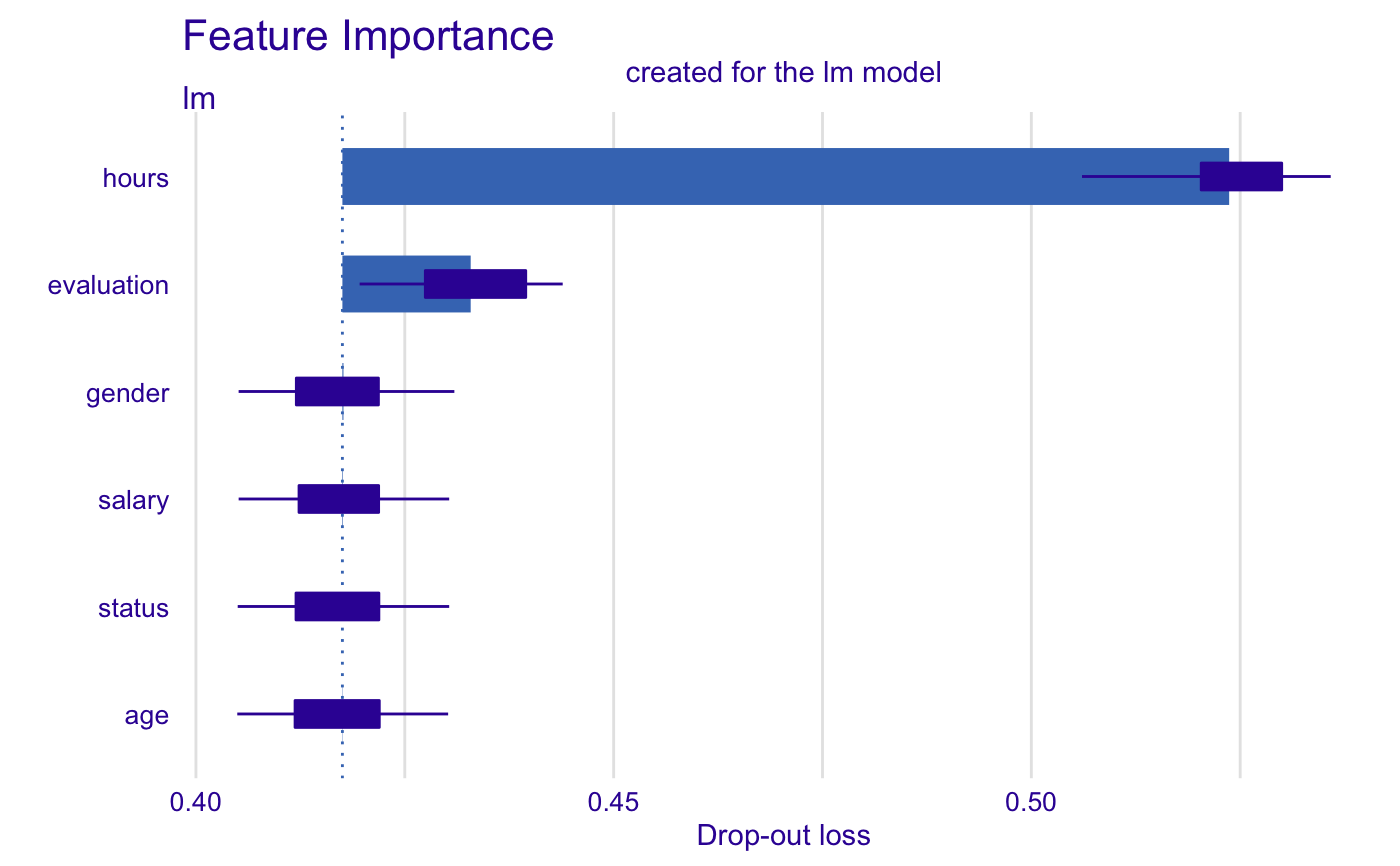 Feature Importance
created for the lm model
lm
hours
evaluation
gender
salary
status
age
0.40 0.45 0.50
Drop-out loss